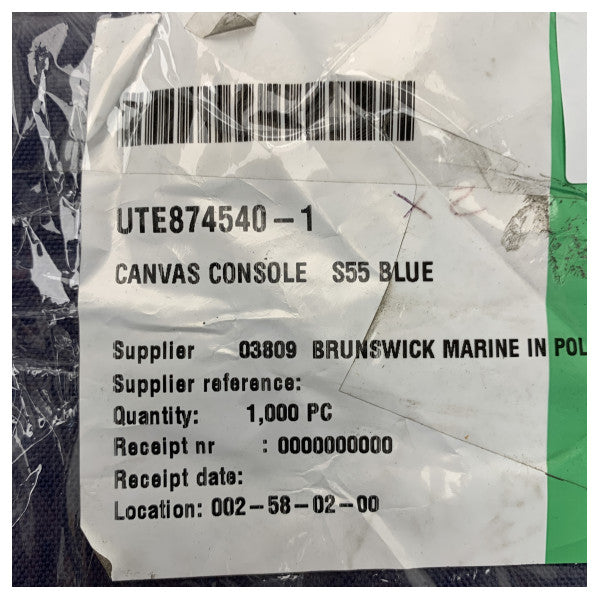 UTE874540-1
CANVAS CONSOLE S55 BLUE
Supplier 03809 BRUNSWICK MARINE IN POL
Supplier reference:
Quantity: 1,000 PC
Receipt nr : 0000000000
Receipt date:
Location: 002-58-02-00